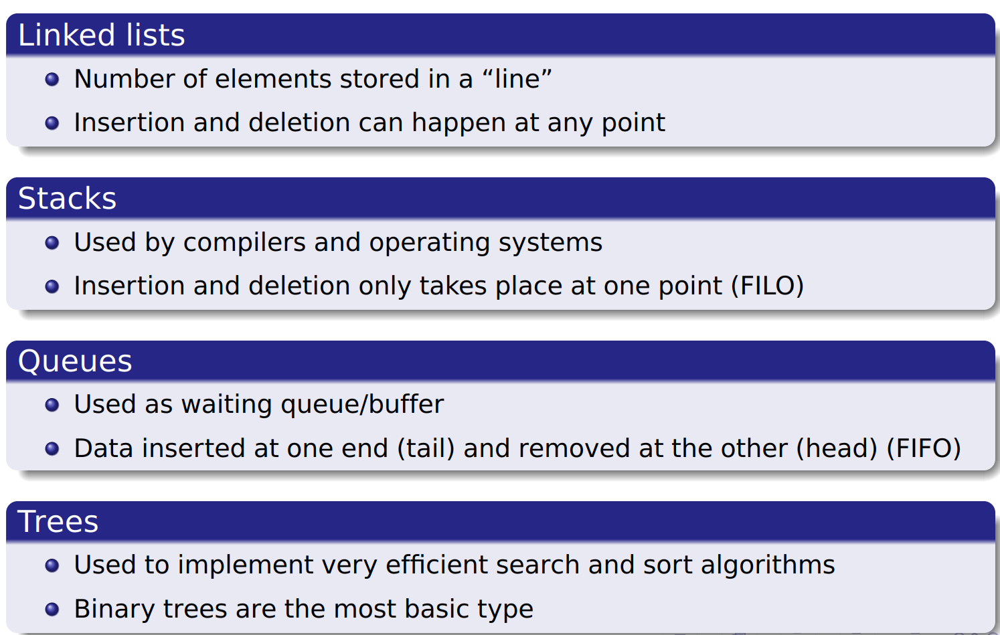 Linked lists
Number of elements stored in a “line”
Insertion and deletion can happen at any point
Stacks
Used by compilers and operating systems
Insertion and deletion only takes place at one point (FILO)
Queues
Used as waiting queue/buffer
Data inserted at one end (tail) and removed at the other (head) (FIFO)
Trees
Used to implement very efficient search and sort algorithms
Binary trees are the most basic type